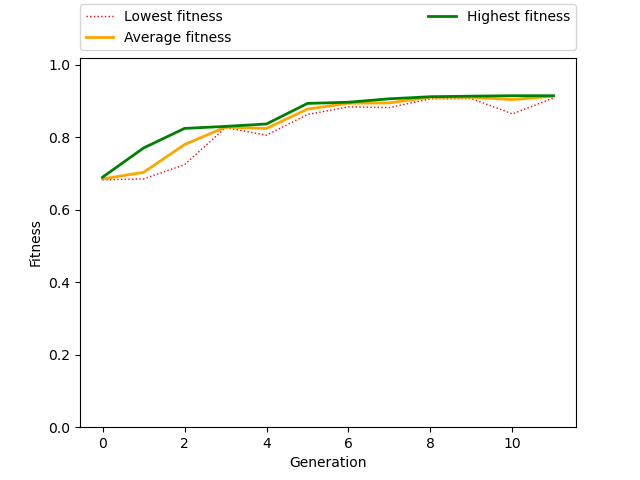 Lowest fitness
Average fitness
Highest fitness
1.0
0.8
0.6
0.4
0.2
0.0
Fitness
0 2 4 6 8 10
Generation